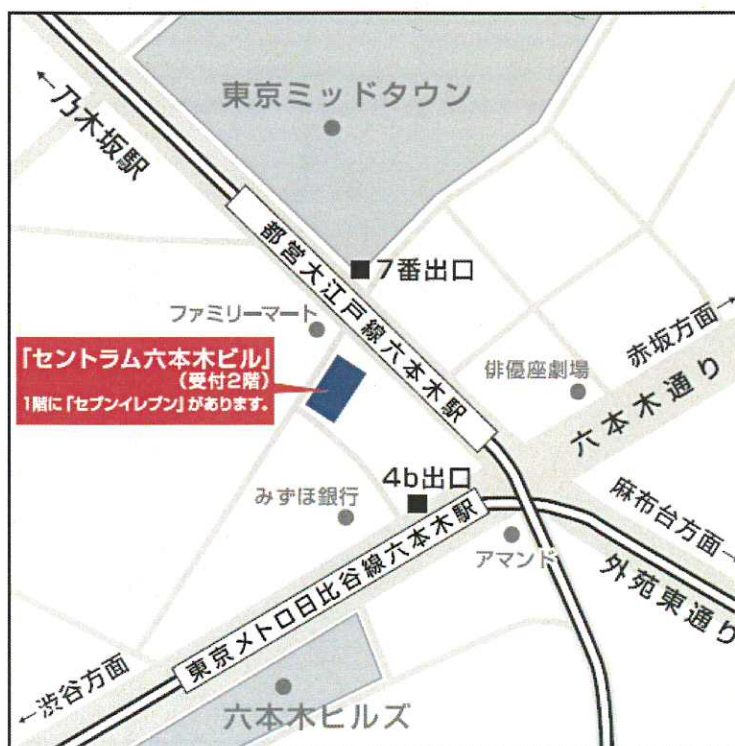 東京ミッドタウン
←乃木坂駅
都営大江戸線六本木駅
7番出口
ファミリーマート
「セントラム六本木ビル」
(受付2階)
1階に「セブンイレブン」があります。
赤坂方面→
俳優座劇場
六本木通り
4b出口
みずほ銀行
麻布台方面→
アマンド
外苑東通り
東京メトロ日比谷線六本木駅
←渋谷方面
六本木ヒルズ